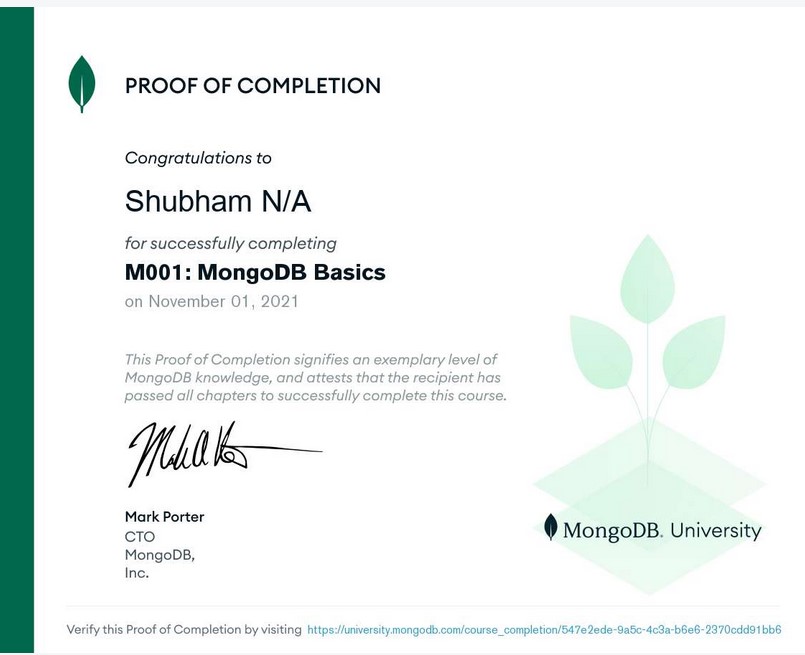 PROOF OF COMPLETION
Congratulations to
Shubham N/A
for successfully completing
M001: MongoDB Basics
on November 01, 2021
This Proof of Completion signifies an exemplary level of
MongoDB knowledge, and attests that the recipient has
passed all chapters to successfully complete this course.
Mark Porter
CTO
MongoDB,
Inc.
MongoDB. University
Verify this Proof of Completion by visiting https://university.mongodb.com/course_completion/547e2ede-9a5c-4c3a-b6e6-2370cdd91bb6